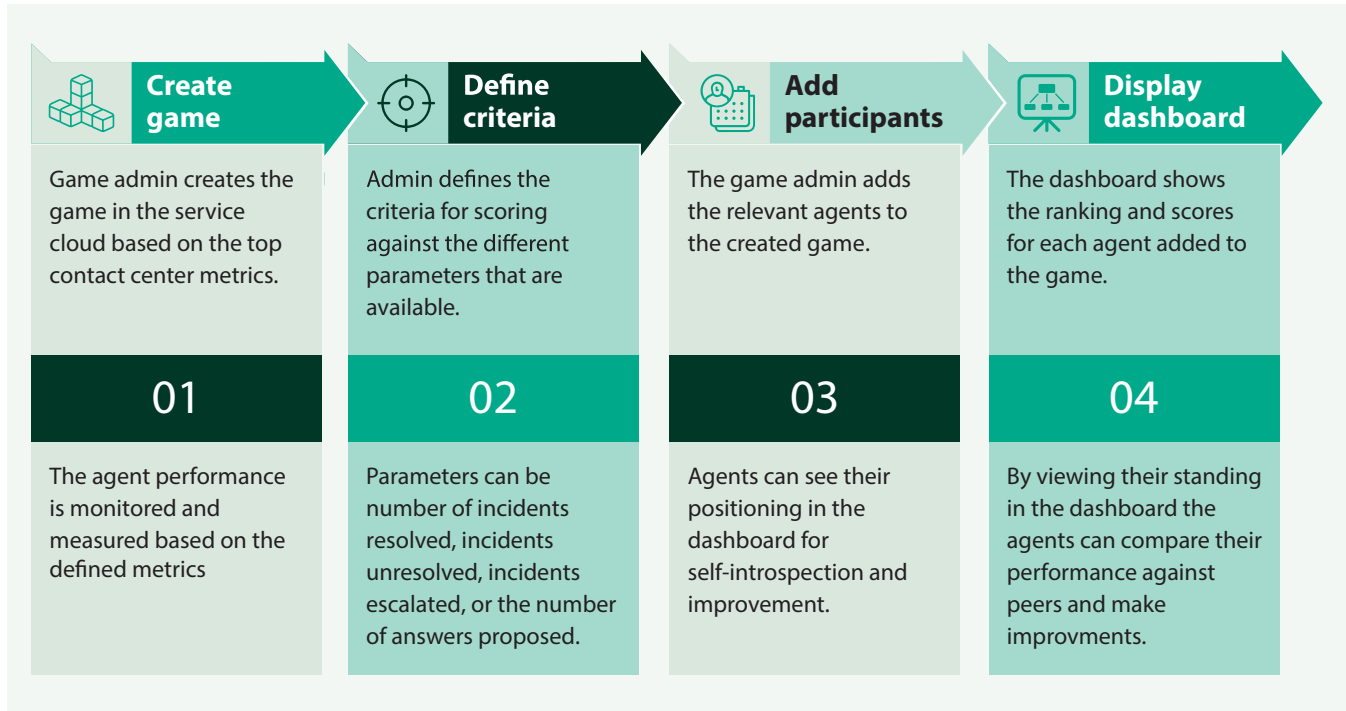 Create
game
Game admin creates the
game in the service
cloud based on the top
contact center metrics.
01
The agent performance
is monitored and
measured based on the
defined metrics
Define
criteria
Admin defines the
criteria for scoring
against the different
parameters that are
available.
02
Parameters can be
number of incidents
resolved, incidents
unresolved, incidents
escalated, or the number
of answers proposed.
Add
participants
The game admin adds
the relevant agents to
the created game.
03
Agents can see their
positioning in the
dashboard for
self-introspection and
improvement.
Display
dashboard
The dashboard shows
the ranking and scores
for each agent added to
the game.
04
By viewing their standing
in the dashboard the
agents can compare their
performance against
peers and make
improvments.